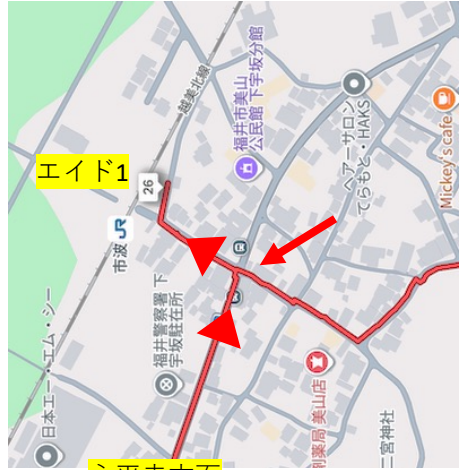 越美北線
福井市美山
公民館 下宇坂分館
ヘアーサロン
てらもと・HAKS
Mickey's cafe
エイド1
26
市波
JR
福井警察署 下
宇坂駐在所
日本エー・エム・シー
剤薬局 美山店
二宮神社